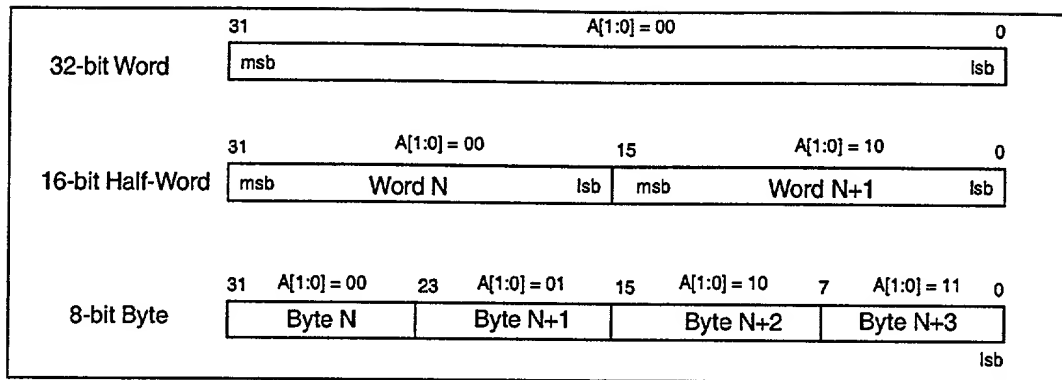 31 A[1:0] = 00 0
32-bit Word msb lsb
31 A[1:0] = 00 15 A[1:0] = 10 0
16-bit Half-Word msb Word N lsb msb Word N+1 lsb
31 A[1:0] = 00 23 A[1:0] = 01 15 A[1:0] = 10 7 A[1:0] = 11 0
8-bit Byte Byte N Byte N+1 Byte N+2 Byte N+3
lsb